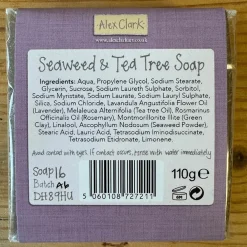 Alex Clark
www.alexclarkart.co.uk
Seaweed & Tea Tree Soap
Ingredients: Aqua, Propylene Glycol, Sodium Stearate,
Glycerin, Sucrose, Sodium Laureth Sulphate, Sorbitol,
Sodium Myristate, Sodium Laurate, Sodium Lauryl Sulphate,
Silica, Sodium Chloride, Lavandula Angustifolia Flower Oil
(Lavender), Melaleuca Alternifolia (Tea Tree Oil), Rosmarinus
Officinalis Oil (Rosemary), Montmorillonite Illite (Green
Clay), Linalool, Ascophyllum Nodosum (Seaweed Powder),
Stearic Acid, Lauric Acid, Tetrasodium Iminodisuccinate,
Tetrasodium Etidronate, Limonene.
Avoid contact with eyes. If contact occurs, rinse with water immediately
Soap 16
Batch A6
DH89HU
5 060108 727211
110g e